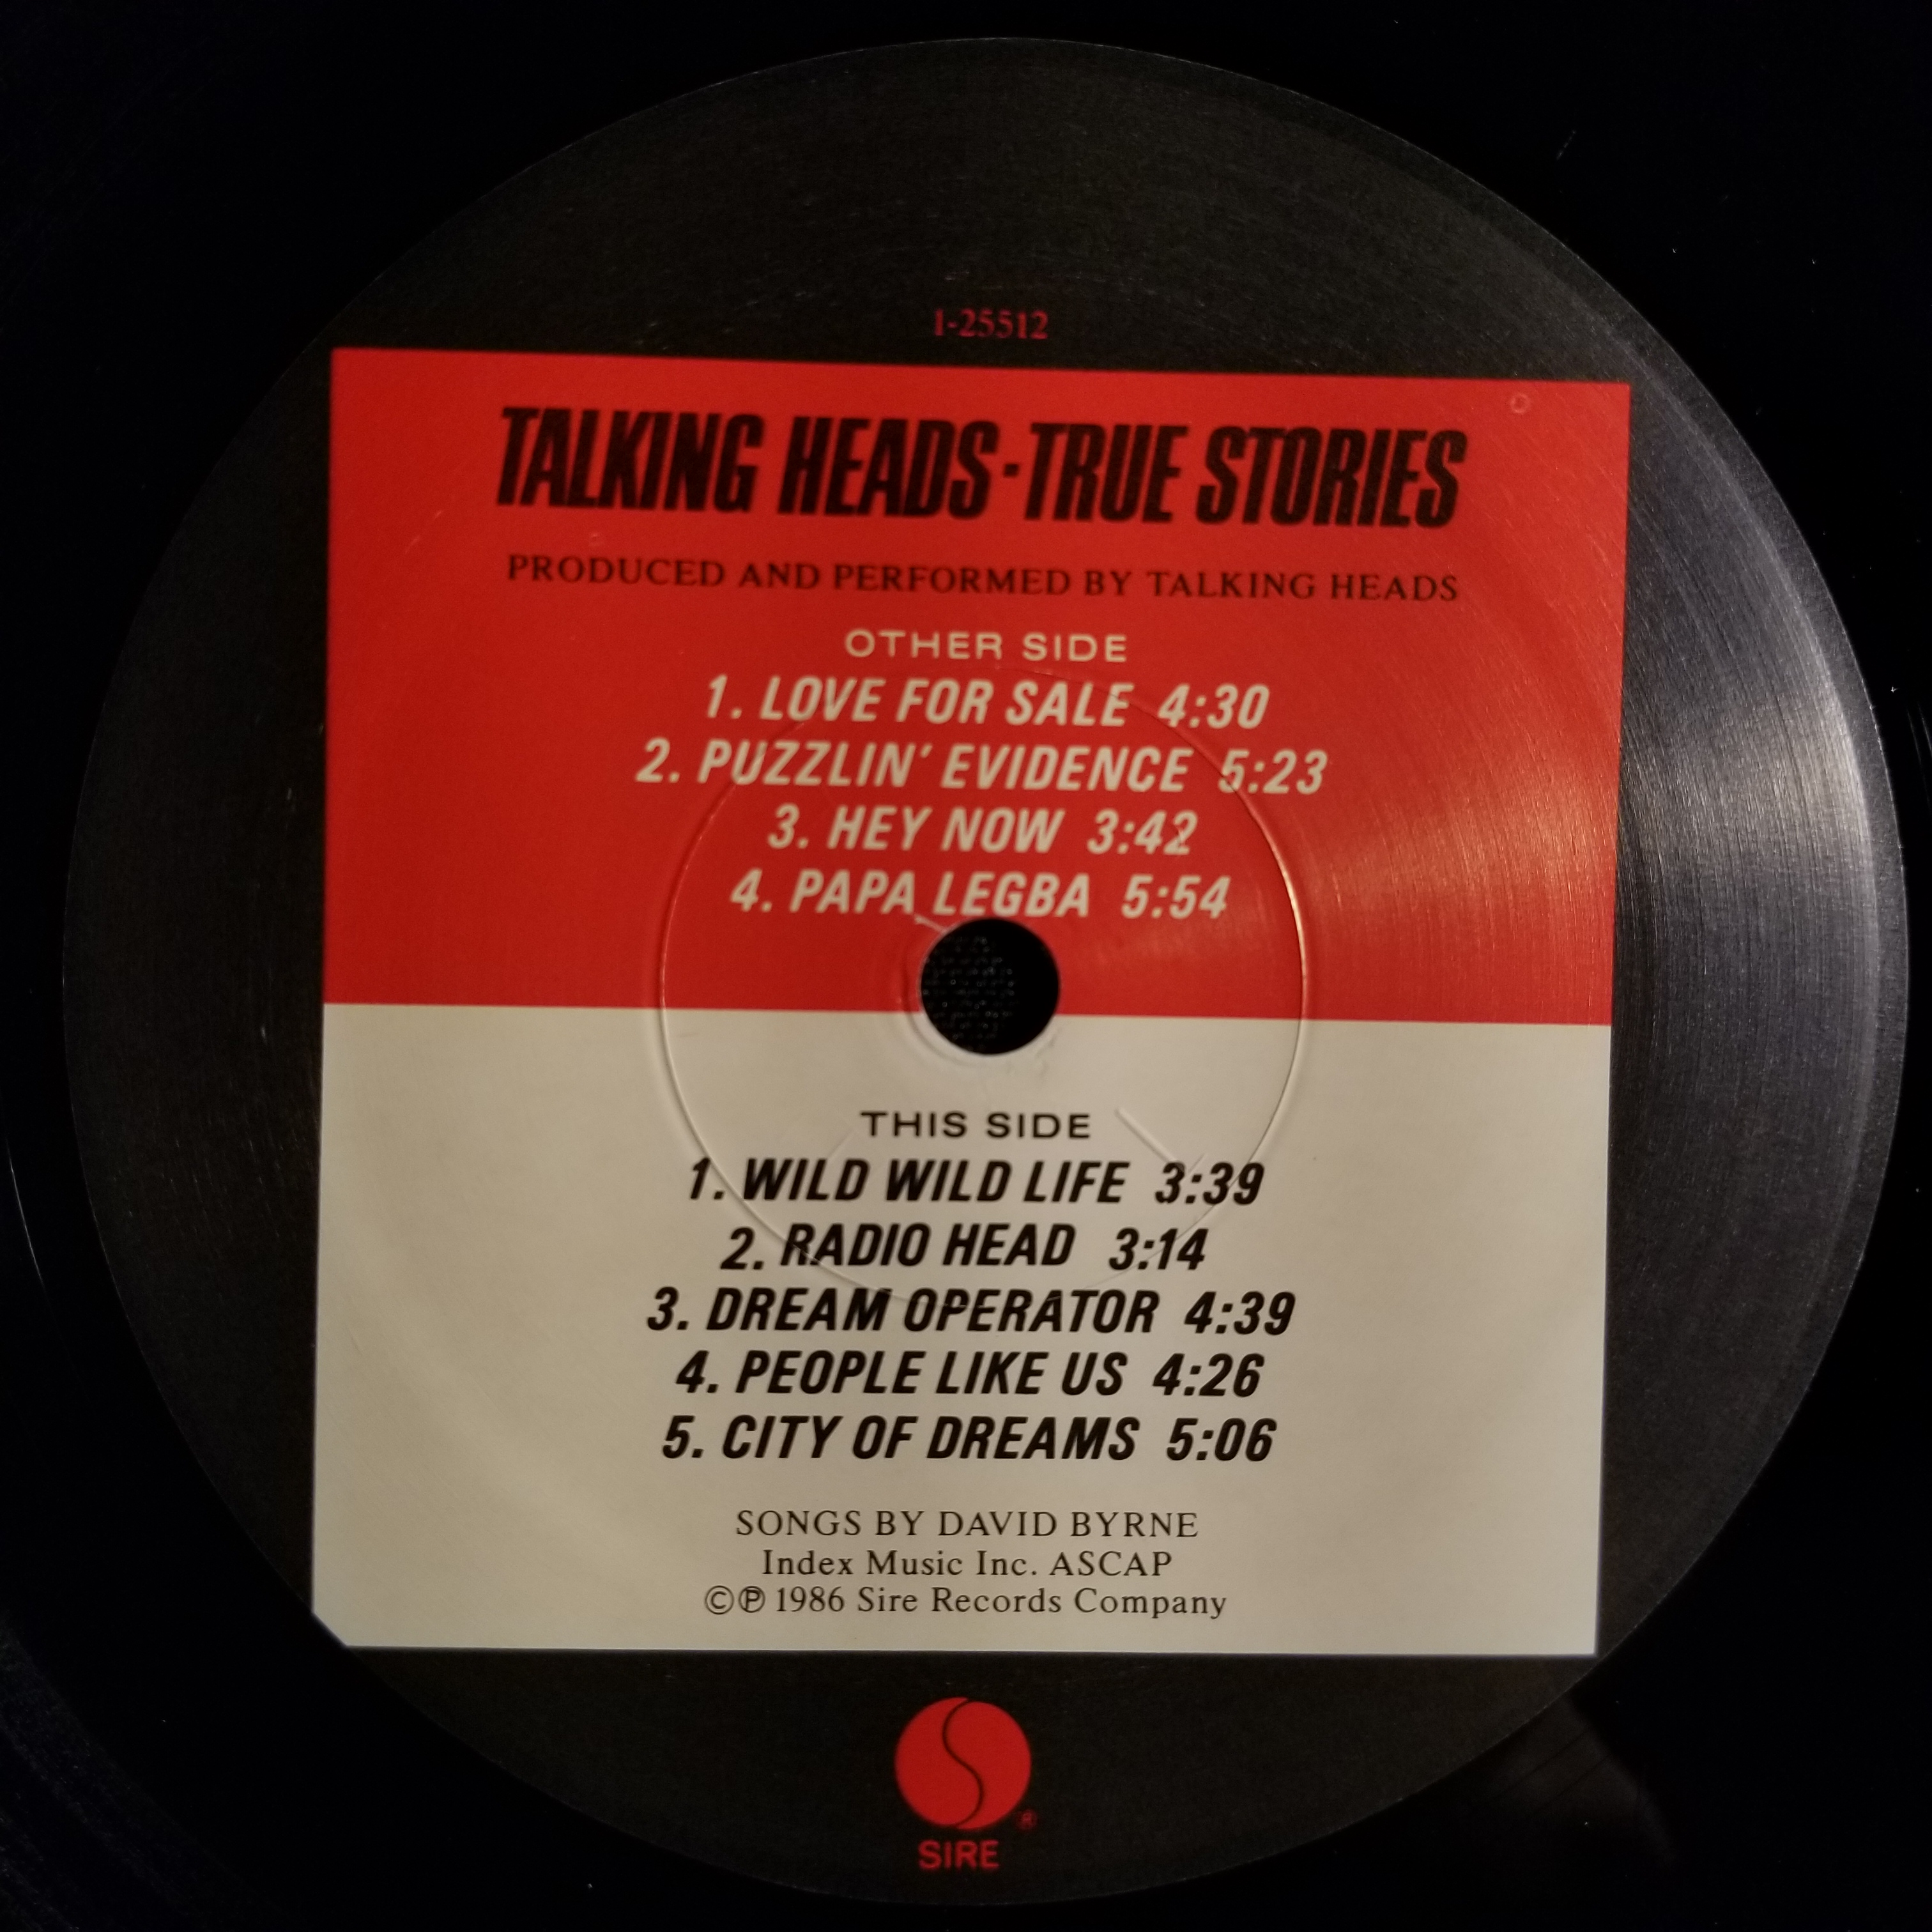 1-25512
TALKING HEADS·TRUE STORIES
PRODUCED AND PERFORMED BY TALKING HEADS
OTHER SIDE
1. LOVE FOR SALE 4:30
2. PUZZLIN' EVIDENCE 5:23
3. HEY NOW 3:42
4. PAPA LEGBA 5:54
THIS SIDE
1. WILD WILD LIFE 3:39
2. RADIO HEAD 3:14
3. DREAM OPERATOR 4:39
4. PEOPLE LIKE US 4:26
5. CITY OF DREAMS 5:06
SONGS BY DAVID BYRNE
Index Music Inc. ASCAP
©℗ 1986 Sire Records Company
®
SIRE